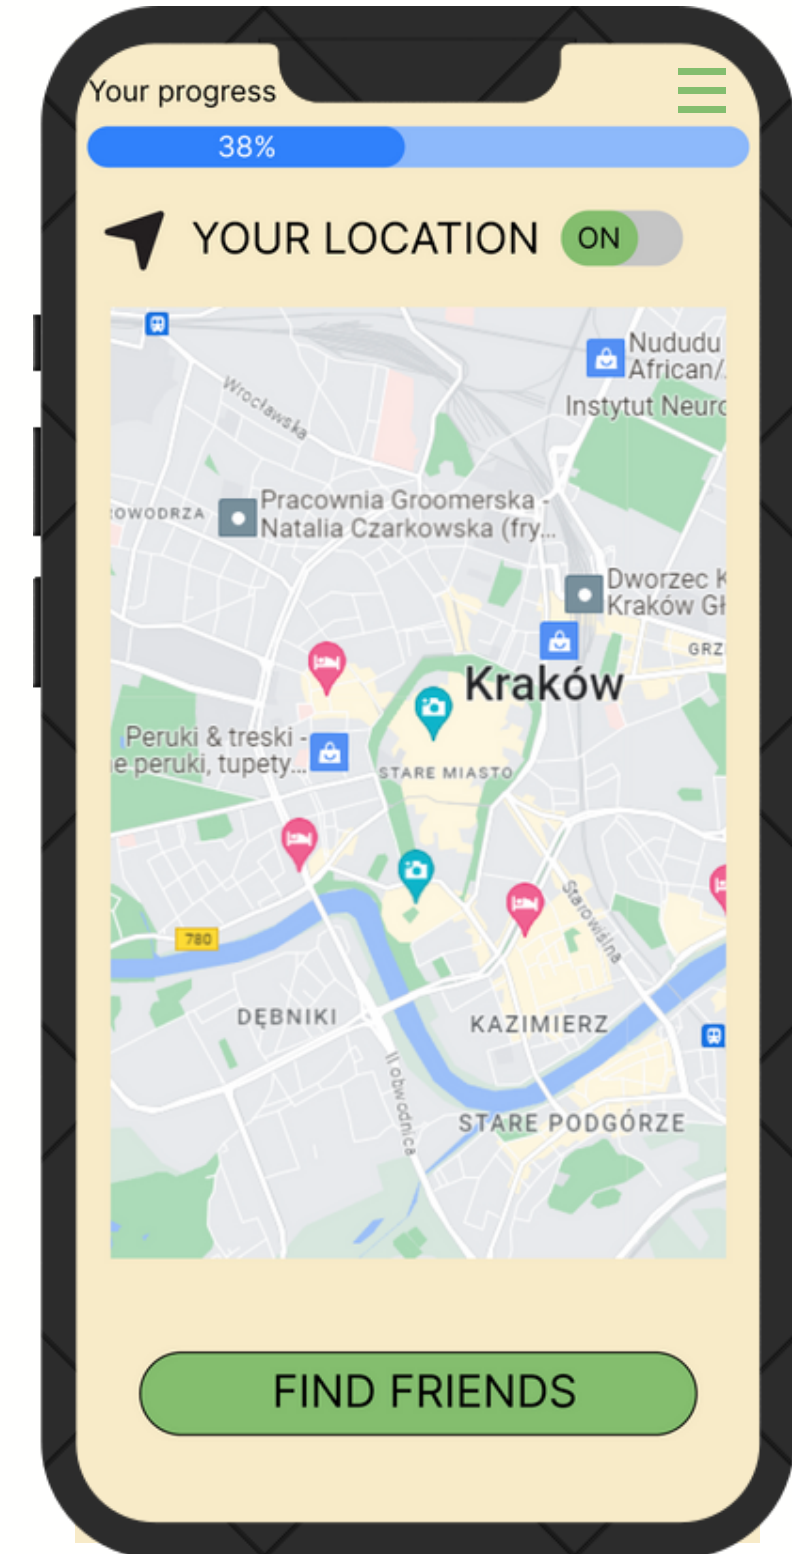 Your progress
38%
YOUR LOCATION
ON
Nududu
African/
Instytut Neuro
Wrocławska
Pracownia Groomerska -
Natalia Czarkowska (fry...
OWODRZA
Dworzec K
Kraków Gł
GRZ
Kraków
Peruki & treski -
e peruki, tupety...
STARE MIASTO
Starowiślna
780
DĘBNIKI
KAZIMIERZ
II obwodnica
STARE PODGÓRZE
FIND FRIENDS